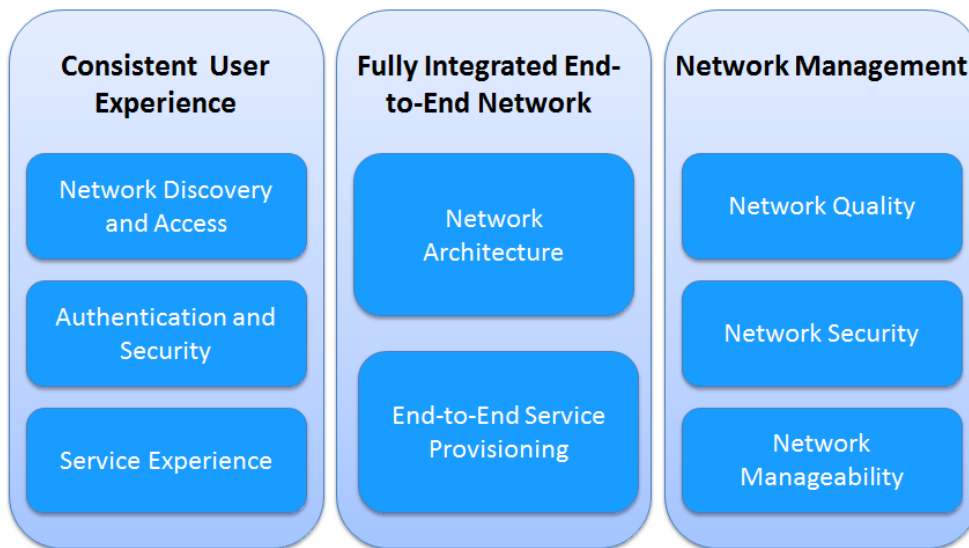 Consistent User
Experience
Network Discovery
and Access
Authentication and
Security
Service Experience
Fully Integrated End-
to-End Network
Network
Architecture
End-to-End Service
Provisioning
Network Management
Network Quality
Network Security
Network
Manageability